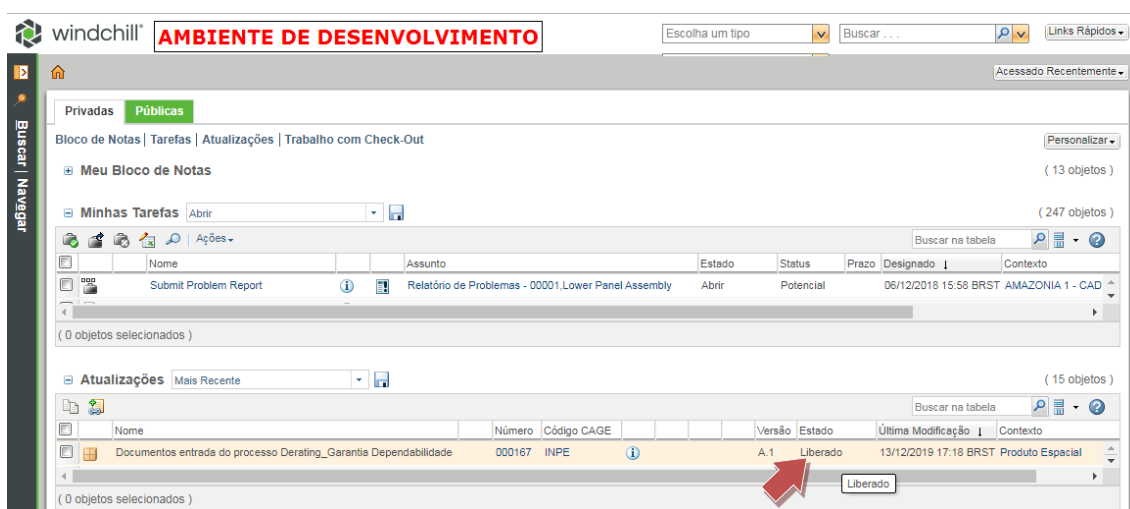 windchill®
AMBIENTE DE DESENVOLVIMENTO
Escolha um tipo
Buscar . . .
Links Rápidos
Acessado Recentemente
Buscar | Navegar
Privadas Públicas
Bloco de Notas | Tarefas | Atualizações | Trabalho com Check-Out
Personalizar
Meu Bloco de Notas
( 13 objetos )
Minhas Tarefas Abrir
( 247 objetos )
Ações
Buscar na tabela
Nome Assunto Estado Status Prazo Designado Contexto
Submit Problem Report Relatório de Problemas - 00001,Lower Panel Assembly Abrir Potencial 06/12/2018 15:58 BRST AMAZONIA 1 - CAD
( 0 objetos selecionados )
Atualizações Mais Recente
( 15 objetos )
Buscar na tabela
Nome Número Código CAGE Versão Estado Última Modificação Contexto
Documentos entrada do processo Derating_Garantia Dependabilidade 000167 INPE A.1 Liberado 13/12/2019 17:18 BRST Produto Espacial
Liberado
( 0 objetos selecionados )